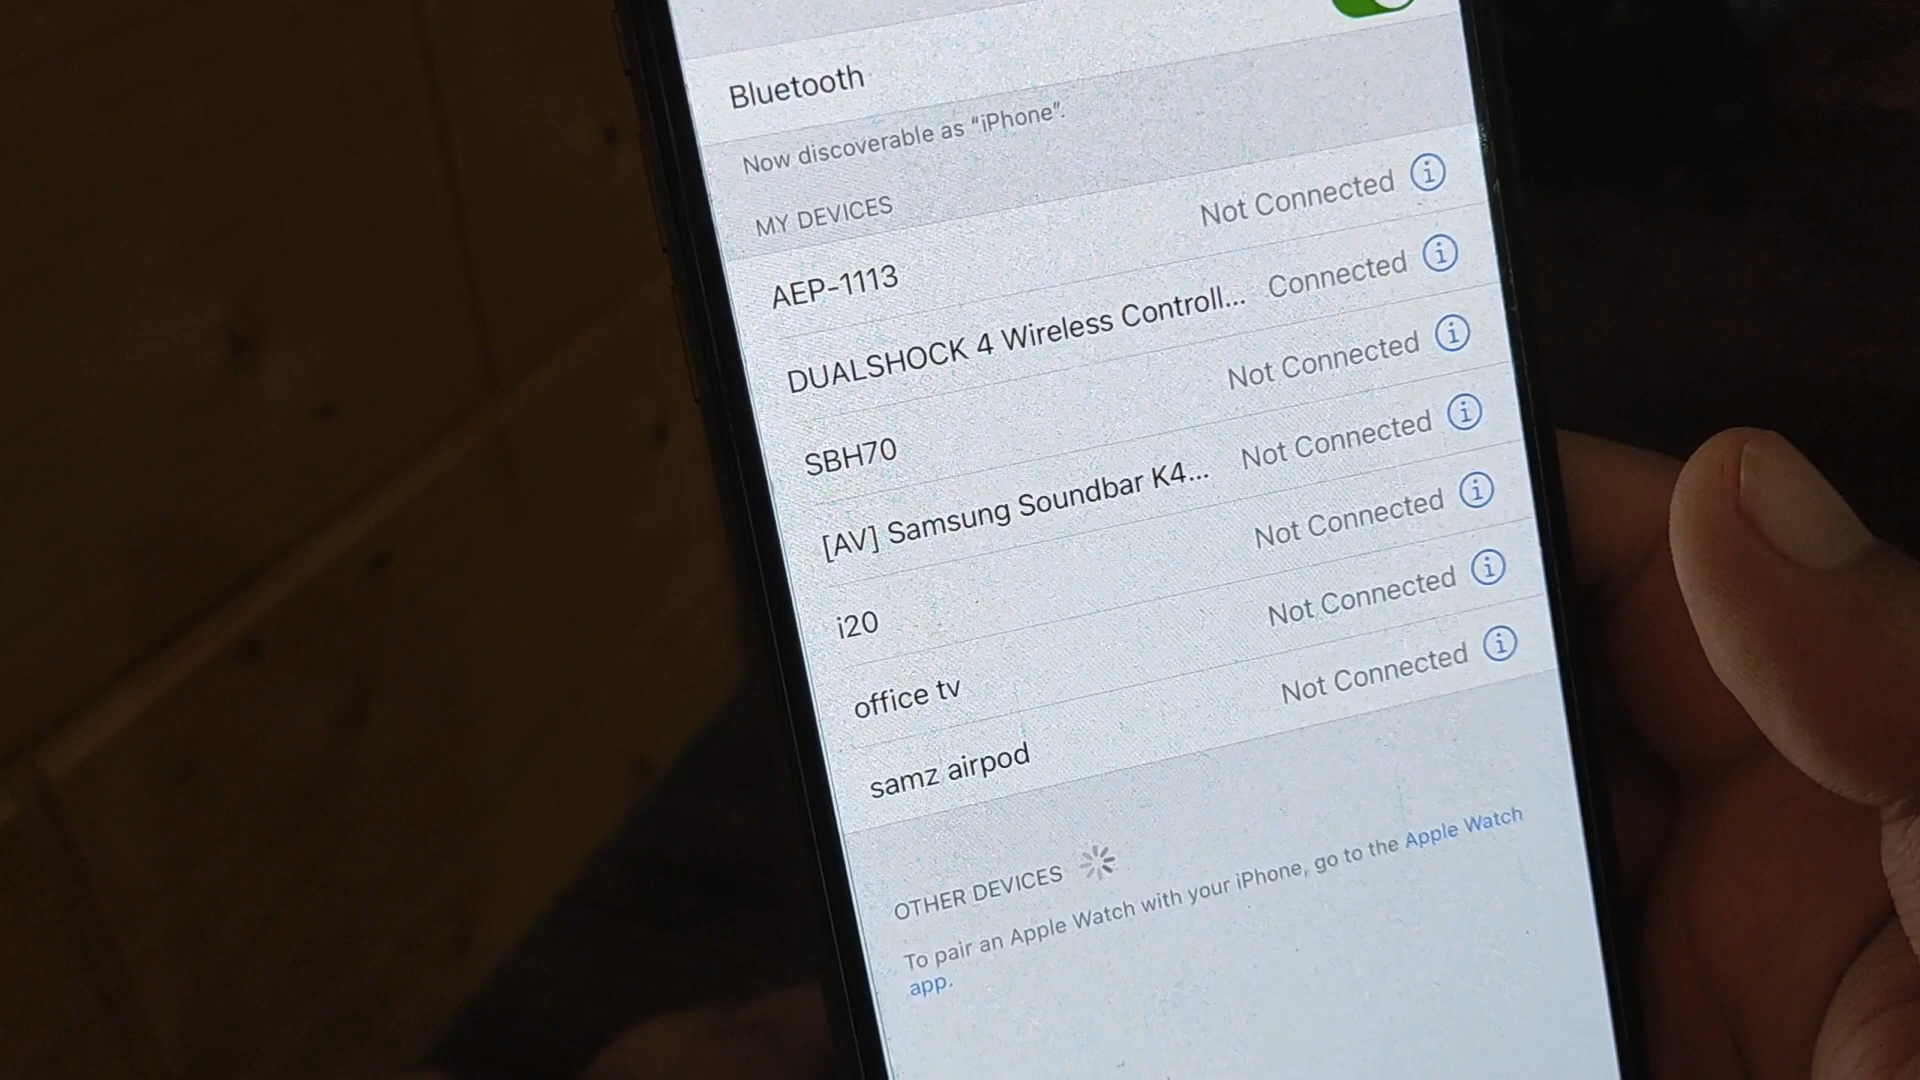 Bluetooth
Now discoverable as "iPhone".
MY DEVICES
AEP-1113 Not Connected
DUALSHOCK 4 Wireless Controll... Connected
SBH70 Not Connected
[AV] Samsung Soundbar K4... Not Connected
i20 Not Connected
office tv Not Connected
samz airpod Not Connected
OTHER DEVICES
To pair an Apple Watch with your iPhone, go to the Apple Watch
app.